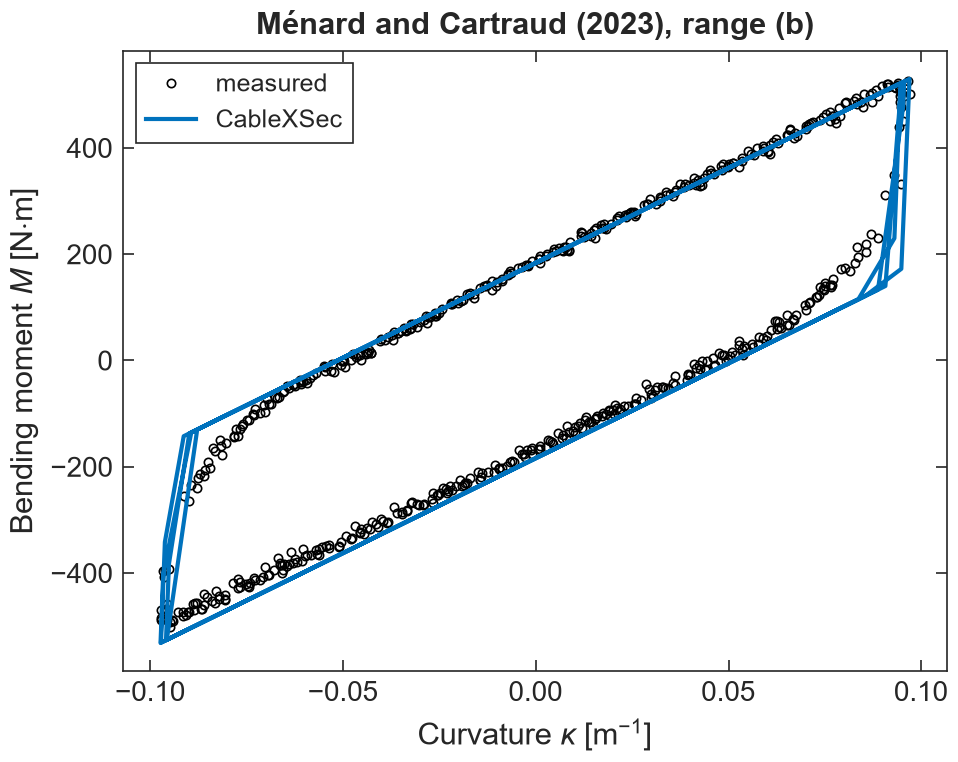 Ménard and Cartraud (2023), range (b)
measured
CableXSec
Bending moment M [N·m]
400
200
0
−200
−400
−0.10
−0.05
0.00
0.05
0.10
Curvature κ [m⁻¹]